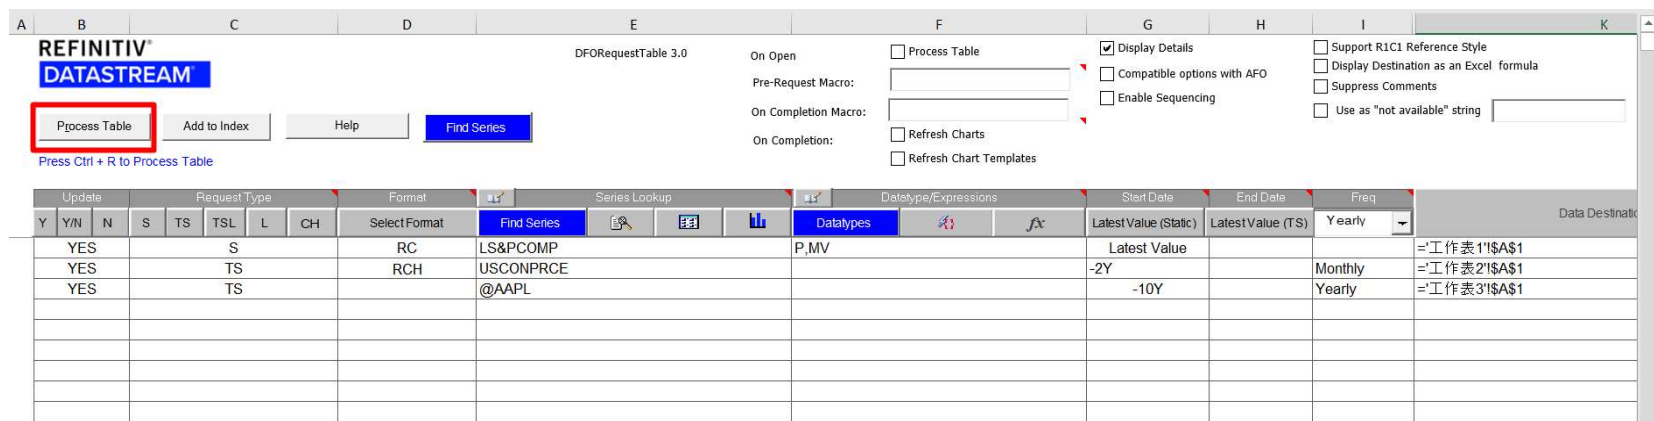 A B C D E F G H I K
REFINITIV®
DATASTREAM®
DFORequestTable 3.0
On Open
Process Table
Pre-Request Macro:
On Completion Macro:
On Completion:
Refresh Charts
Refresh Chart Templates
Display Details
Compatible options with AFO
Enable Sequencing
Support R1C1 Reference Style
Display Destination as an Excel formula
Suppress Comments
Use as "not available" string
Process Table Add to Index Help Find Series
Press Ctrl + R to Process Table
Update Request Type Format Series Lookup Datatype/Expressions Start Date End Date Freq
Y Y/N N S TS TSL L CH Select Format Find Series Datatypes fx Latest Value (Static) Latest Value (TS) Yearly Data Destinatio
YES S RC LS&PCOMP P,MV Latest Value ='工作表1'!$A$1
YES TS RCH USCONPRCE -2Y Monthly ='工作表2'!$A$1
YES TS @AAPL -10Y Yearly ='工作表3'!$A$1